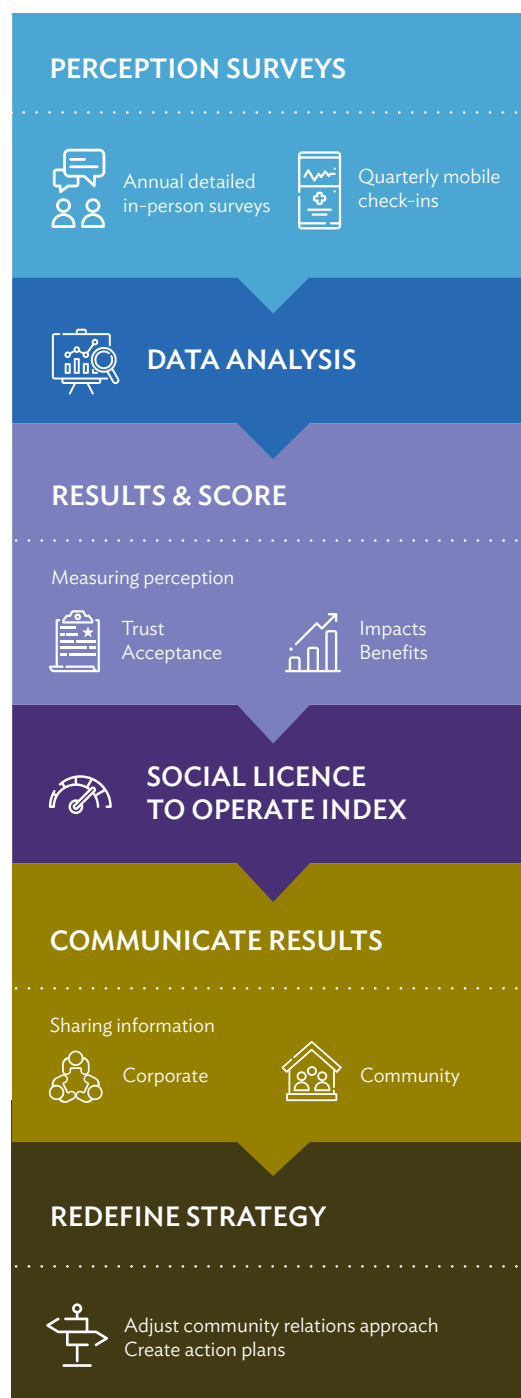 PERCEPTION SURVEYS
Annual detailed
in-person surveys
Quarterly mobile
check-ins
DATA ANALYSIS
RESULTS & SCORE
Measuring perception
Trust
Acceptance
Impacts
Benefits
SOCIAL LICENCE
TO OPERATE INDEX
COMMUNICATE RESULTS
Sharing information
Corporate
Community
REDEFINE STRATEGY
Adjust community relations approach
Create action plans